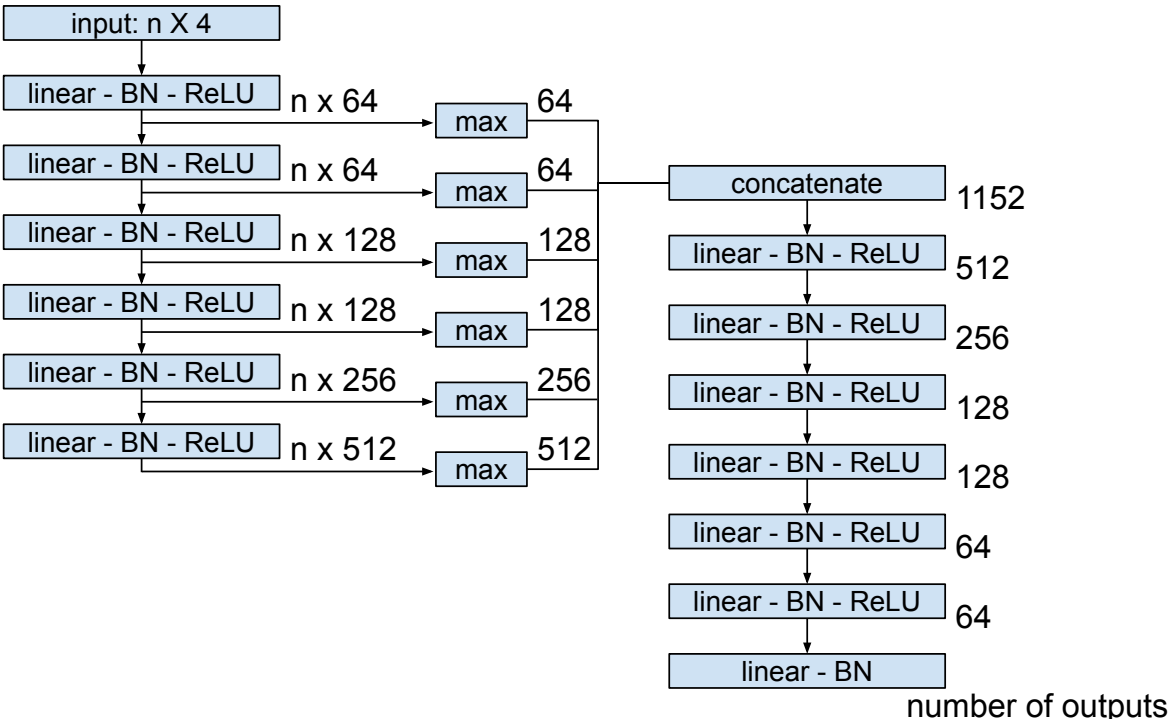 input: n X 4
linear - BN - ReLU
n x 64
max
64
linear - BN - ReLU
n x 64
max
64
linear - BN - ReLU
n x 128
max
128
linear - BN - ReLU
n x 128
max
128
linear - BN - ReLU
n x 256
max
256
linear - BN - ReLU
n x 512
max
512
concatenate
1152
linear - BN - ReLU
512
linear - BN - ReLU
256
linear - BN - ReLU
128
linear - BN - ReLU
128
linear - BN - ReLU
64
linear - BN - ReLU
64
linear - BN
number of outputs